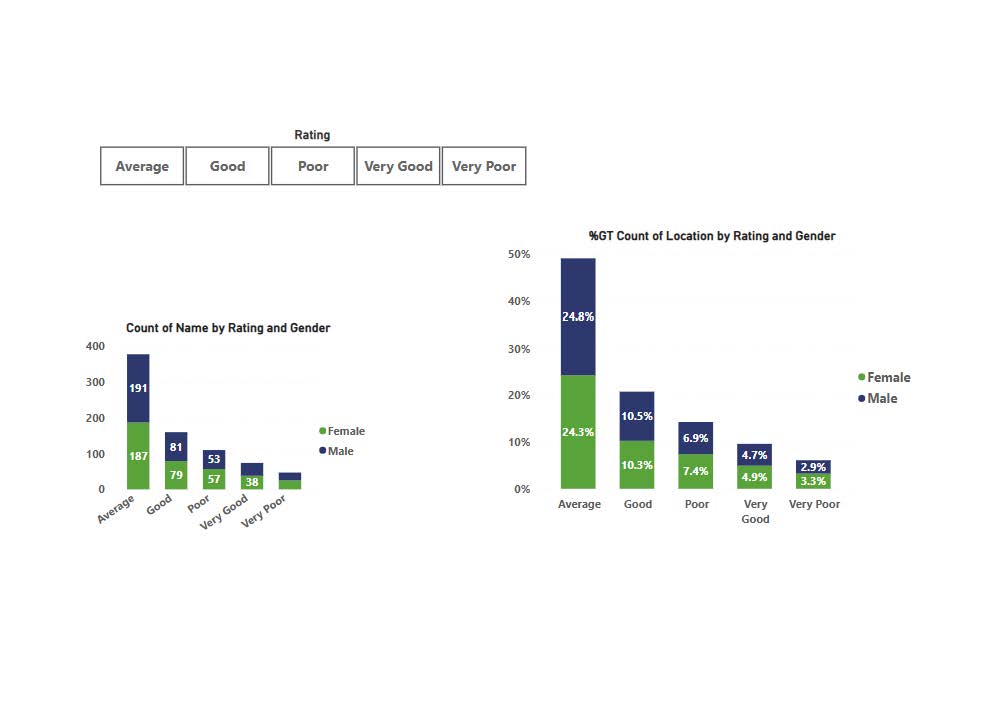 Rating
Average Good Poor Very Good Very Poor
%GT Count of Location by Rating and Gender
50%
40%
30%
20%
10%
0%
24.8%
24.3%
10.5%
10.3%
6.9%
7.4%
4.7%
4.9%
2.9%
3.3%
Average Good Poor Very Good Very Poor
Female
Male
Count of Name by Rating and Gender
400
300
200
100
0
191
187
81
79
53
57
38
Average Good Poor Very Good Very Poor
Female
Male